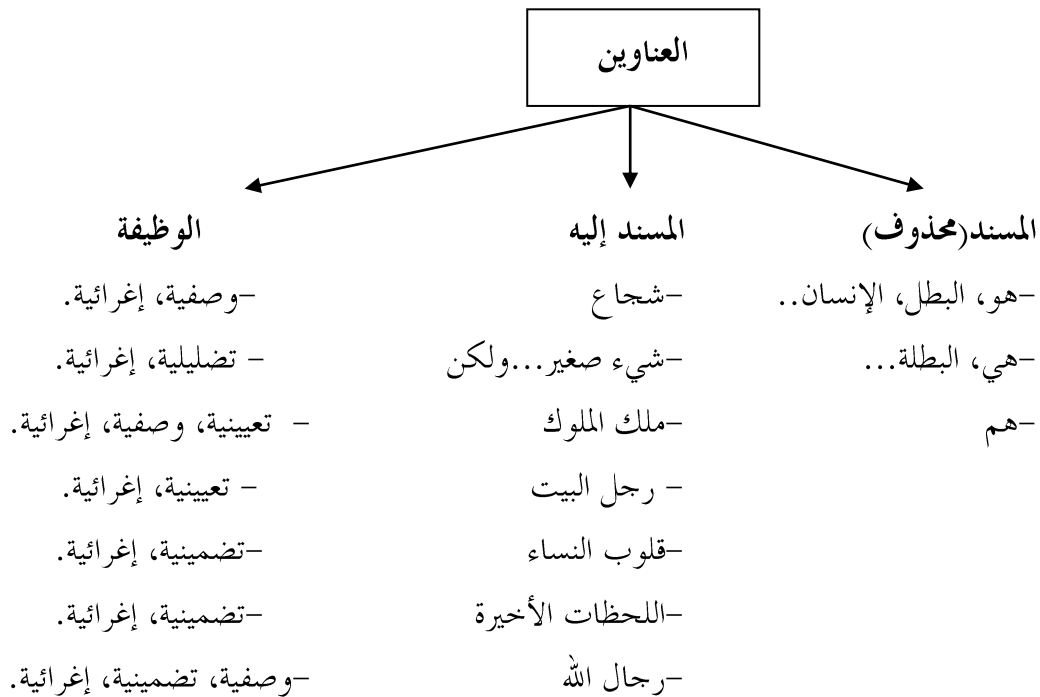 العناوين
المسند(محذوف) المسند إليه الوظيفة
-هو، البطل، الإنسان.. -شجاع -وصفية، إغرائية.
-هي، البطلة... -شيء صغير...ولكن - تضليلية، إغرائية.
-هم -ملك الملوك - تعيينية، وصفية، إغرائية.
- رجل البيت - تعيينية، إغرائية.
-قلوب النساء -تضمينية، إغرائية.
-اللحظات الأخيرة -تضمينية، إغرائية.
-رجال الله -وصفية، تضمينية، إغرائية.